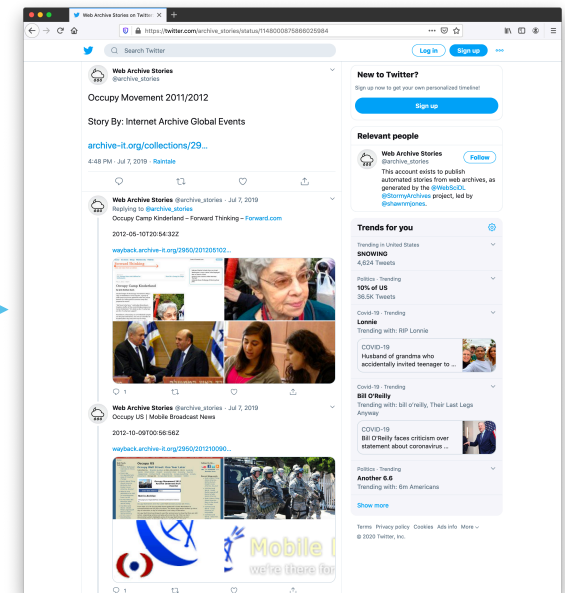 Web Archive Stories on Twitter:
https://twitter.com/archive_stories/status/1148000875866025984
Search Twitter
Log in
Sign up
Web Archive Stories
@archive_stories
Occupy Movement 2011/2012
Story By: Internet Archive Global Events
archive-it.org/collections/29...
4:48 PM · Jul 7, 2019 · Raintale
Web Archive Stories @archive_stories · Jul 7, 2019
Replying to @archive_stories
Occupy Camp Kinderland – Forward Thinking – Forward.com
2012-05-10T20:54:32Z
wayback.archive-it.org/2950/201205102...
Occupy Camp Kinderland
1
Web Archive Stories @archive_stories · Jul 7, 2019
Occupy US | Mobile Broadcast News
2012-10-09T00:56:56Z
wayback.archive-it.org/2950/201210090...
Occupy US
Mobile
we're there for
1
New to Twitter?
Sign up now to get your own personalized timeline!
Sign up
Relevant people
Web Archive Stories
@archive_stories
Follow
This account exists to publish
automated stories from web archives, as
generated by the @WebSciDL
@StormyArchives project, led by
@shawnmjones.
Trends for you
Trending in United States
SNOWING
4,624 Tweets
Politics · Trending
10% of US
36.5K Tweets
Covid-19 · Trending
Lonnie
Trending with: RIP Lonnie
COVID-19
Husband of grandma who
accidentally invited teenager to ...
Covid-19 · Trending
Bill O'Reilly
Trending with: bill o'reilly, Their Last Legs
Anyway
COVID-19
Bill O'Reilly faces criticism over
statement about coronavirus ...
Politics · Trending
Another 6.6
Trending with: 6m Americans
Show more
Terms Privacy policy Cookies Ads info More
© 2020 Twitter, Inc.